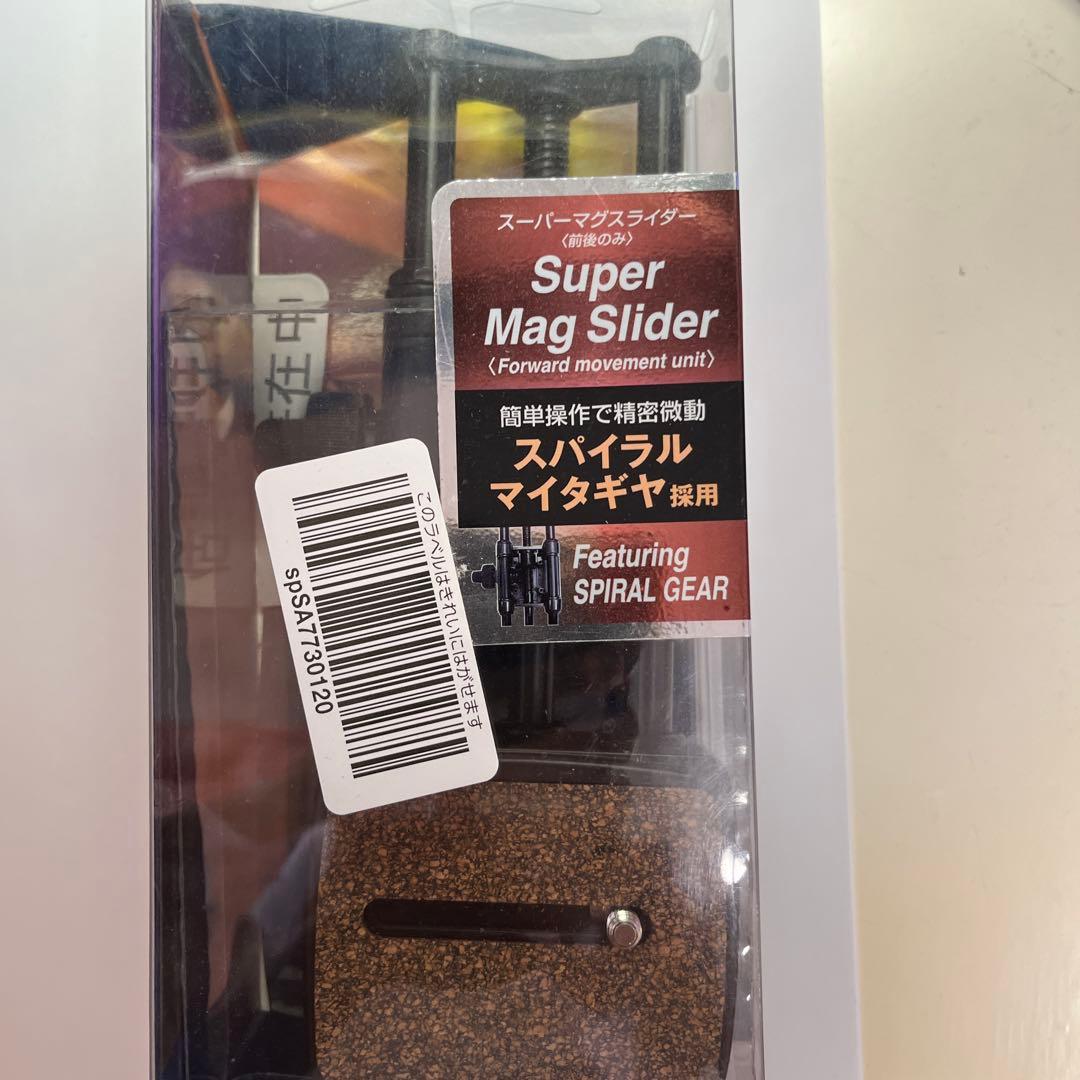 スーパーマグスライダー
〈前後のみ〉
Super
Mag Slider
〈Forward movement unit〉
簡単操作で精密微動
スパイラル
マイタギヤ採用
Featuring
SPIRAL GEAR
在中
このラベルはきれいにはがせます
spSA7730120